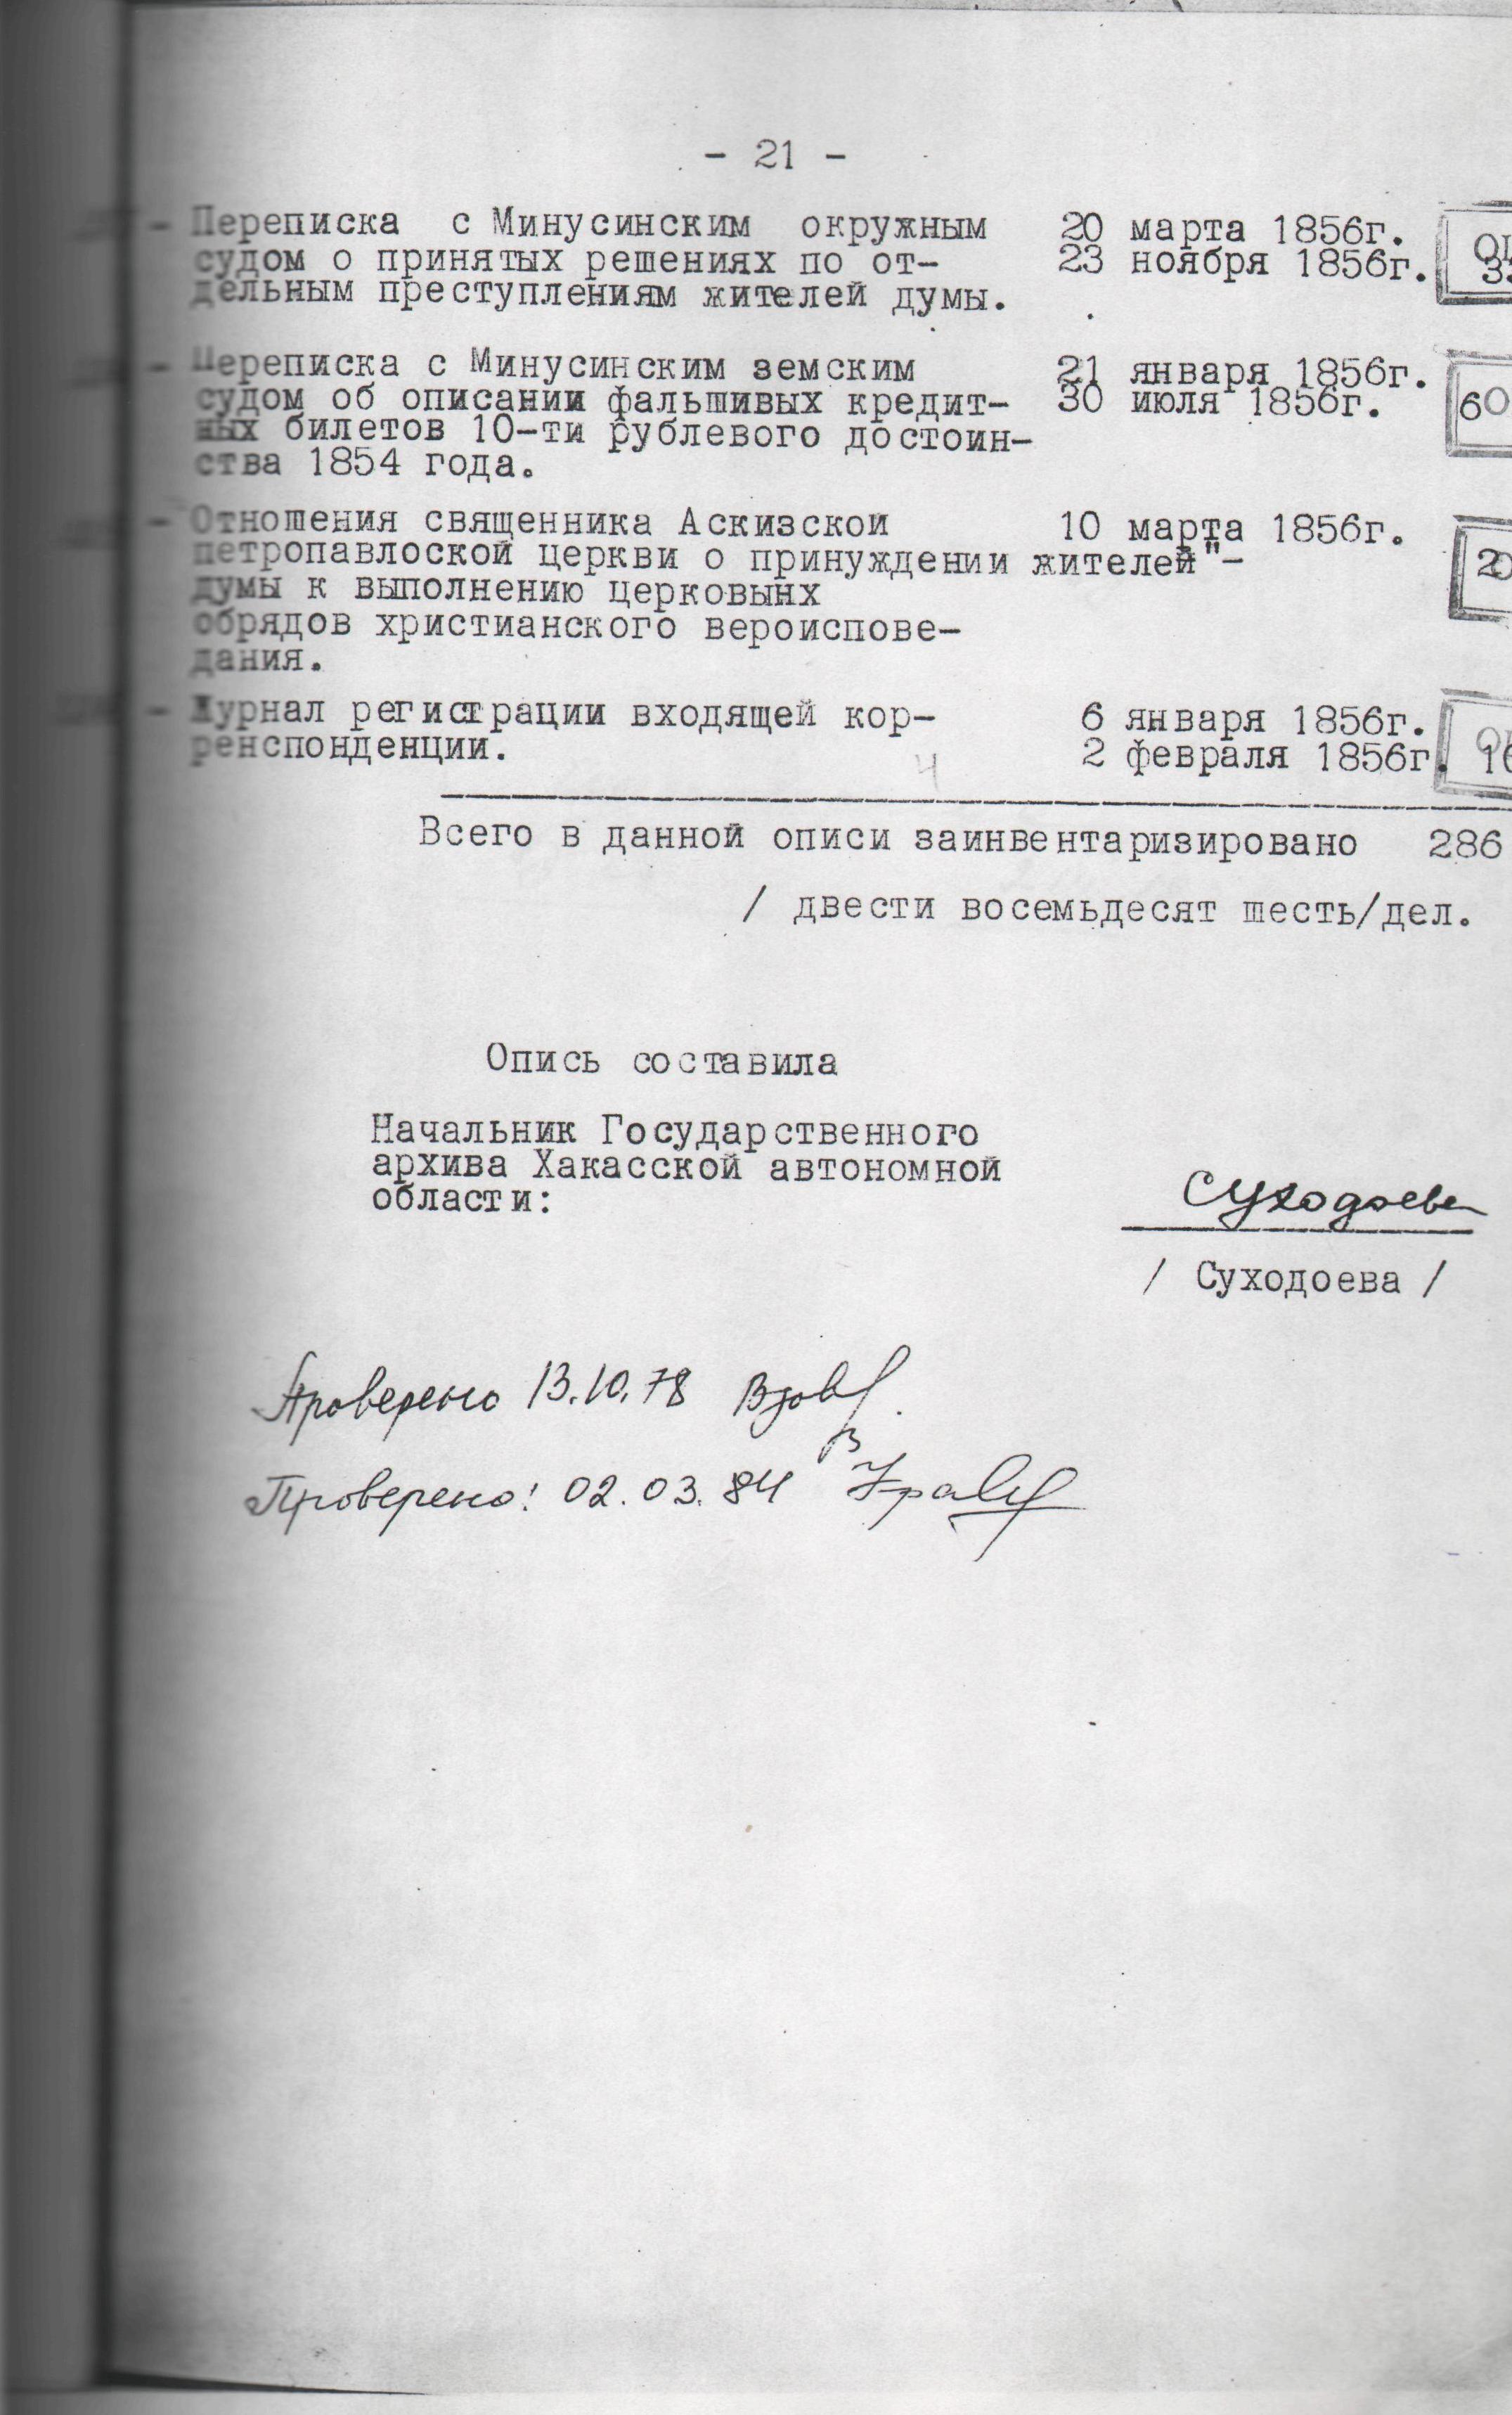 - 21 -
- Переписка с Минусинским окружным 20 марта 1856г.
судом о принятых решениях по от- 23 ноября 1856г.
дельным преступлениям жителей думы.
- Переписка с Минусинским земским 21 января 1856г.
судом об описании фальшивых кредит- 30 июля 1856г.
ных билетов 10-ти рублевого достоин- 60
ства 1854 года.
- Отношения священника Аскизской 10 марта 1856г.
петропавлоской церкви о принуждении жителей"- 20
думы к выполнению церковынх
обрядов христианского вероиспове-
дания.
- Журнал регистрации входящей кор- 6 января 1856г.
ренспонденции. 2 февраля 1856г.
4
Всего в данной описи заинвентаризировано 286
/ двести восемьдесят шесть/дел.
Опись составила
Начальник Государственного
архива Хакасской автономной
области:
Суходоева
/ Суходоева /
Проверено 13.10.78
Проверено! 02.03.84